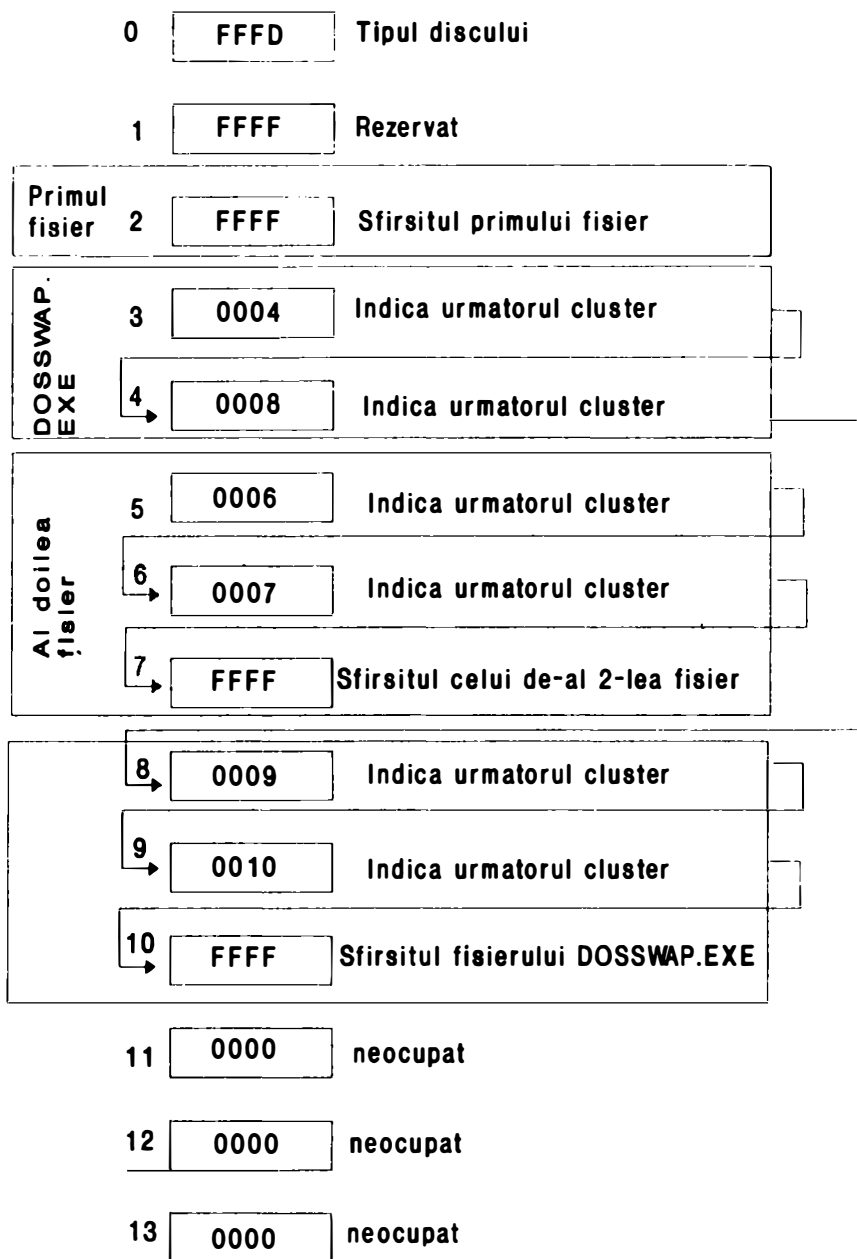 0 FFFD Tipul discului
1 FFFF Rezervat
Primul
fisier 2 FFFF Sfirsitul primului fisier
DOSSWAP.
EXE
3 0004 Indica urmatorul cluster
4 0008 Indica urmatorul cluster
Al doilea
fisier
5 0006 Indica urmatorul cluster
6 0007 Indica urmatorul cluster
7 FFFF Sfirsitul celui de-al 2-lea fisier
8 0009 Indica urmatorul cluster
9 0010 Indica urmatorul cluster
10 FFFF Sfirsitul fisierului DOSSWAP.EXE
11 0000 neocupat
12 0000 neocupat
13 0000 neocupat